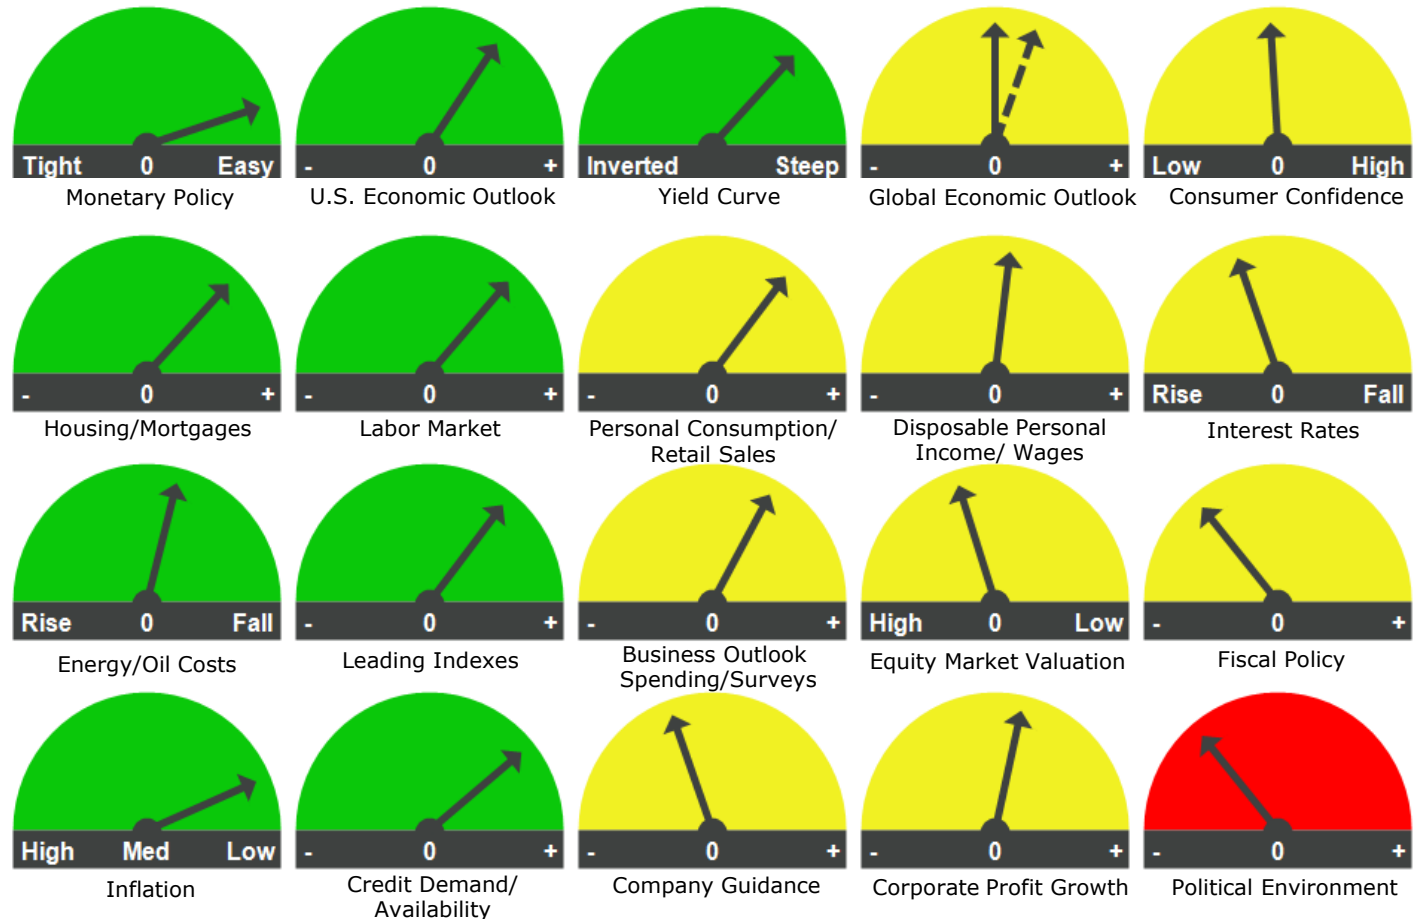 Tight 0 Easy
- 0 +
Inverted Steep
- 0 +
Low 0 High
Monetary Policy
U.S. Economic Outlook
Yield Curve
Global Economic Outlook
Consumer Confidence
- 0 +
- 0 +
- 0 +
- 0 +
Rise 0 Fall
Housing/Mortgages
Labor Market
Personal Consumption/
Retail Sales
Disposable Personal
Income/ Wages
Interest Rates
Rise 0 Fall
- 0 +
- 0 +
High 0 Low
- 0 +
Energy/Oil Costs
Leading Indexes
Business Outlook
Spending/Surveys
Equity Market Valuation
Fiscal Policy
High Med Low
- 0 +
- 0 +
- 0 +
- 0 +
Inflation
Credit Demand/
Availability
Company Guidance
Corporate Profit Growth
Political Environment